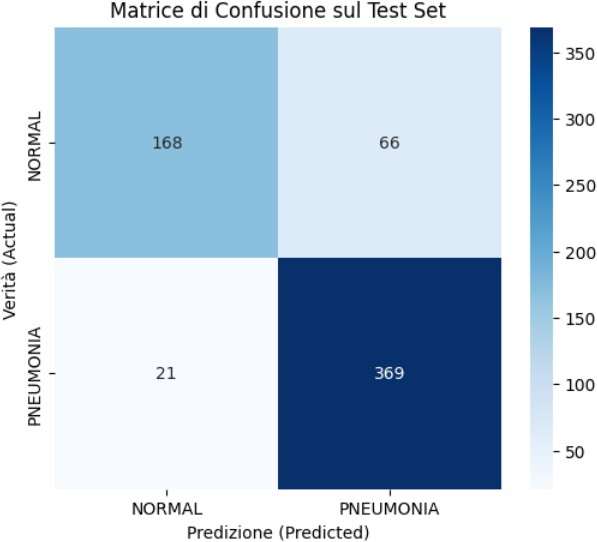 Matrice di Confusione sul Test Set
Verità (Actual)
NORMAL
PNEUMONIA
168
66
21
369
NORMAL
PNEUMONIA
Predizione (Predicted)
350
300
250
200
150
100
50